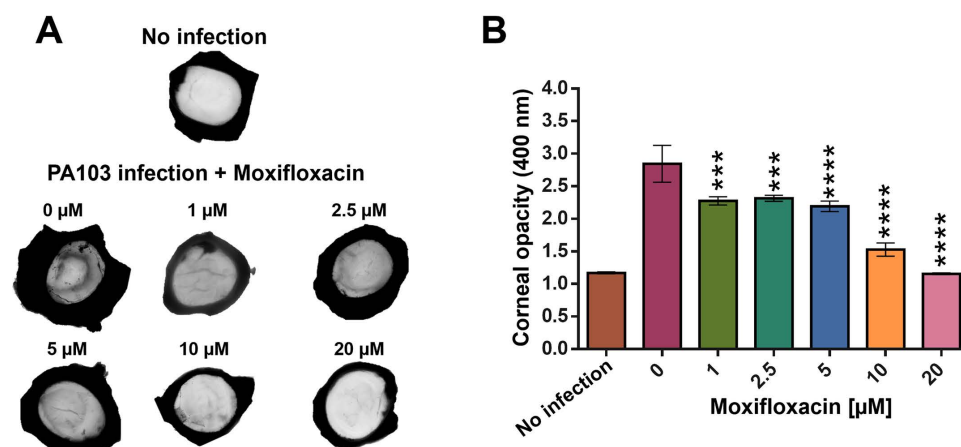 A
No infection
PA103 infection + Moxifloxacin
0 µM 1 µM 2.5 µM
5 µM 10 µM 20 µM
B
Corneal opacity (400 nm)
4.0
3.5
3.0
2.5
2.0
1.5
1.0
0.5
0.0
*** *** **** **** ****
No infection 0 1 2.5 5 10 20
Moxifloxacin [µM]